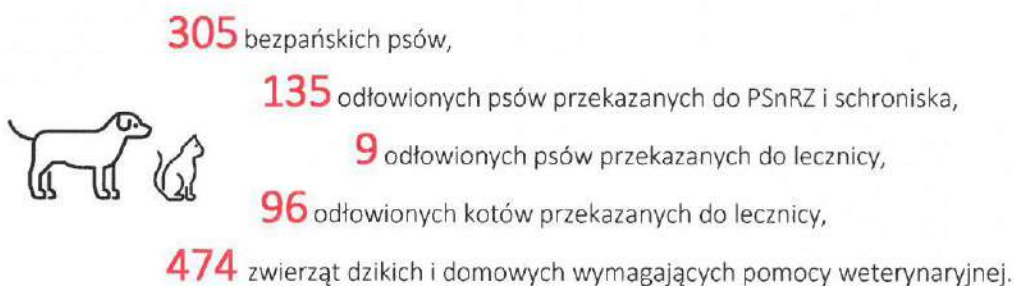 305 bezpańskich psów,
135 odłowionych psów przekazanych do PSnRZ i schroniska,
9 odłowionych psów przekazanych do lecznicy,
96 odłowionych kotów przekazanych do lecznicy,
474 zwierząt dzikich i domowych wymagających pomocy weterynaryjnej.